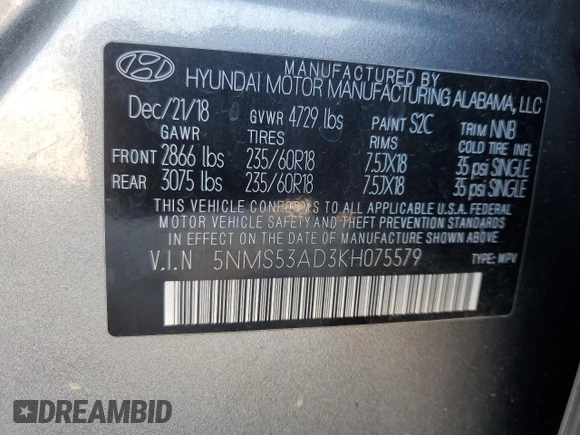 MANUFACTURED BY
HYUNDAI MOTOR MANUFACTURING ALABAMA, LLC
Dec/21/18 GVWR 4729 lbs PAINT S2C TRIM NNB
GAWR TIRES RIMS COLD TIRE INFL
FRONT 2866 lbs 235/60R18 7.5JX18 35 psi SINGLE
REAR 3075 lbs 235/60R18 7.5JX18 35 psi SINGLE
THIS VEHICLE CONFORMS TO ALL APPLICABLE U.S.A. FEDERAL
MOTOR VEHICLE SAFETY AND THEFT PREVENTION STANDARDS
IN EFFECT ON THE DATE OF MANUFACTURE SHOWN ABOVE.
V.I.N 5NMS53AD3KH075579 TYPE: MPV
DREAMBID